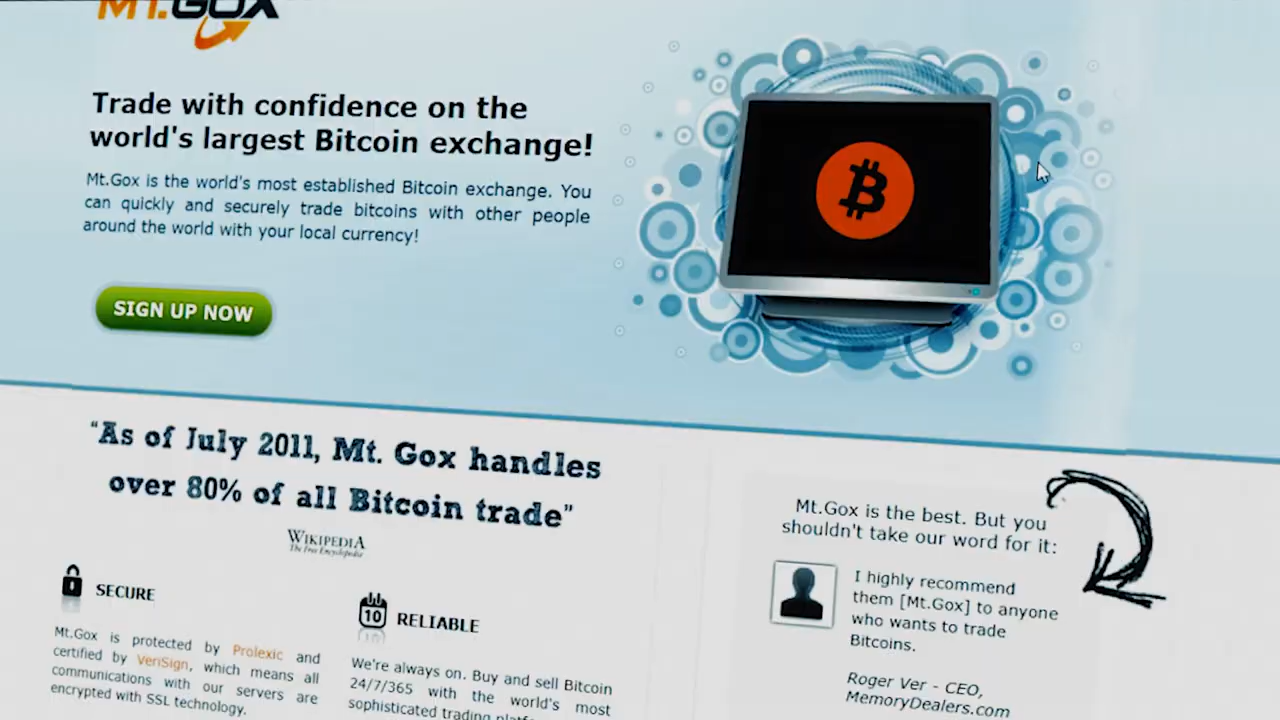 MT.GOX
Trade with confidence on the
world's largest Bitcoin exchange!
Mt.Gox is the world's most established Bitcoin exchange. You
can quickly and securely trade bitcoins with other people
around the world with your local currency!
SIGN UP NOW
"As of July 2011, Mt. Gox handles
over 80% of all Bitcoin trade"
WIKIPEDIA
The Free Encyclopedia
SECURE
Mt.Gox is protected by Prolexic and
certified by VeriSign, which means all
communications with our servers are
encrypted with SSL technology.
10
RELIABLE
We're always on. Buy and sell Bitcoin
24/7/365 with the world's most
sophisticated trading
Mt.Gox is the best. But you
shouldn't take our word for it:
I highly recommend
them [Mt.Gox] to anyone
who wants to trade
Bitcoins.
Roger Ver - CEO,
MemoryDealers.com